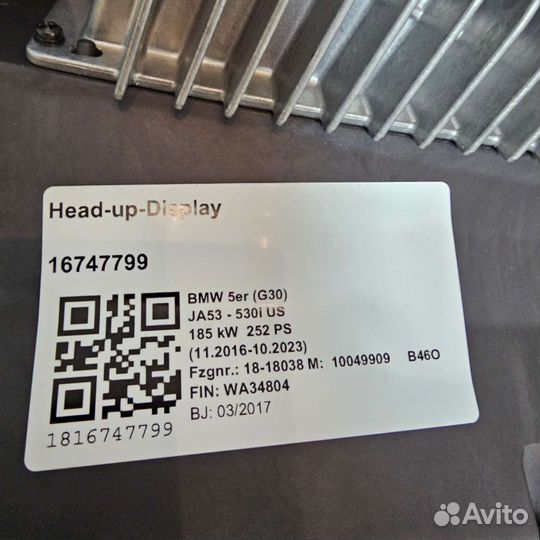 Head-up-Display
16747799
BMW 5er (G30)
JA53 - 530i US
185 kW 252 PS
(11.2016-10.2023)
Fzgnr.: 18-18038 M: 10049909 B46O
FIN: WA34804
BJ: 03/2017
1816747799
Avito